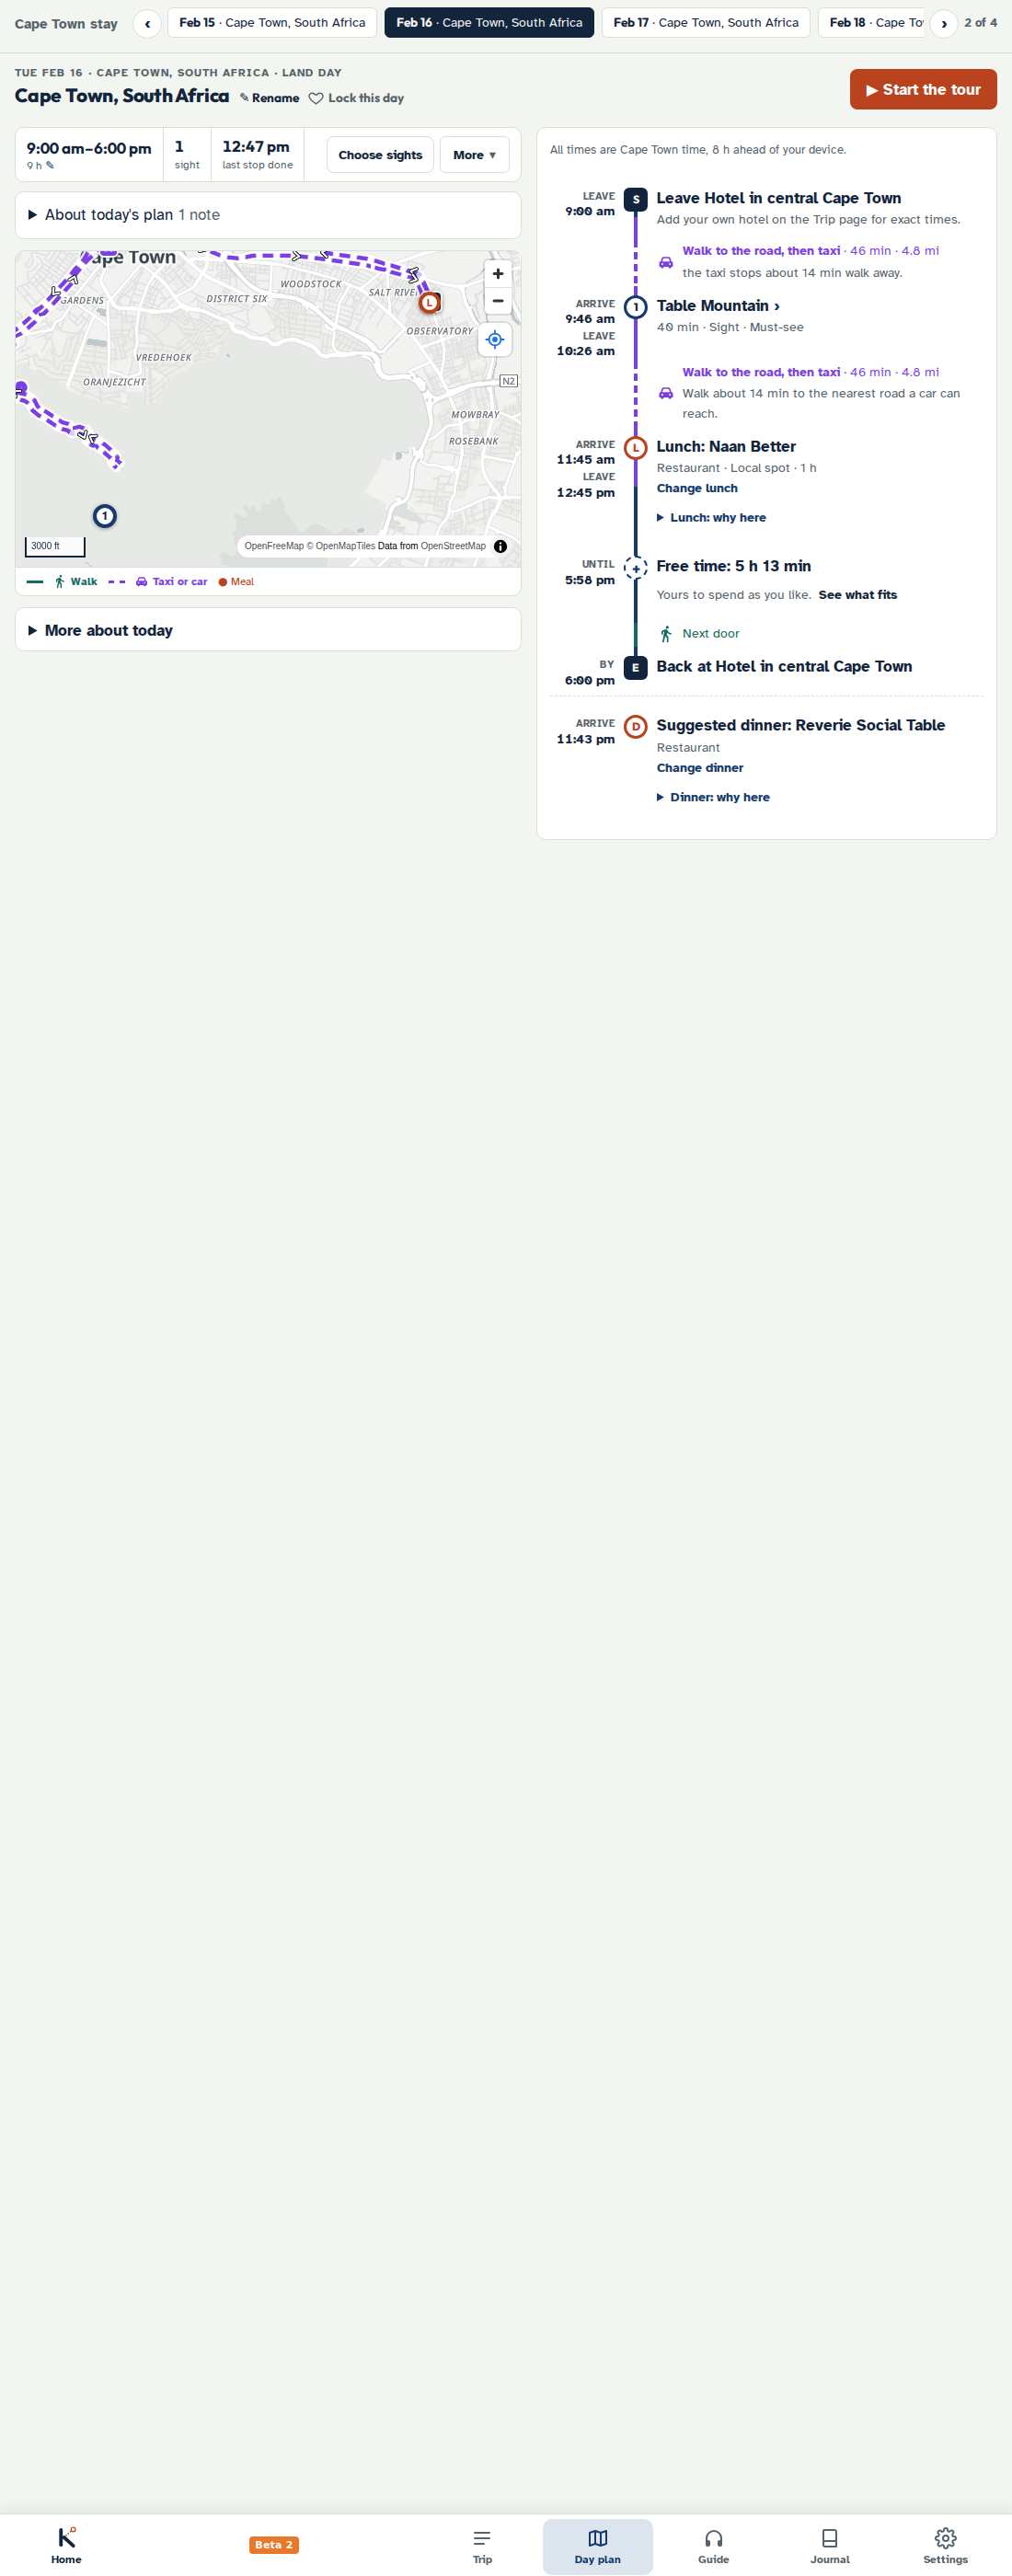 Cape Town stay
‹
Feb 15 · Cape Town, South Africa
Feb 16 · Cape Town, South Africa
Feb 17 · Cape Town, South Africa
Feb 18 · Cape To
›
2 of 4
TUE FEB 16 · CAPE TOWN, SOUTH AFRICA · LAND DAY
Cape Town, South Africa
✎ Rename
Lock this day
▶ Start the tour
9:00 am–6:00 pm
9 h ✎
1
sight
12:47 pm
last stop done
Choose sights
More ▾
▶ About today's plan 1 note
ape Town
GARDENS
DISTRICT SIX
WOODSTOCK
SALT RIVE
OBSERVATORY
VREDEHOEK
ORANJEZICHT
N2
MOWBRAY
ROSEBANK
L
1
+
−
3000 ft
OpenFreeMap © OpenMapTiles Data from OpenStreetMap
Walk
Taxi or car
Meal
▶ More about today
All times are Cape Town time, 8 h ahead of your device.
LEAVE
9:00 am
S
Leave Hotel in central Cape Town
Add your own hotel on the Trip page for exact times.
Walk to the road, then taxi · 46 min · 4.8 mi
the taxi stops about 14 min walk away.
ARRIVE
9:46 am
LEAVE
10:26 am
1
Table Mountain ›
40 min · Sight · Must-see
Walk to the road, then taxi · 46 min · 4.8 mi
Walk about 14 min to the nearest road a car can
reach.
ARRIVE
11:45 am
LEAVE
12:45 pm
L
Lunch: Naan Better
Restaurant · Local spot · 1 h
Change lunch
▶ Lunch: why here
UNTIL
5:58 pm
+
Free time: 5 h 13 min
Yours to spend as you like. See what fits
Next door
BY
6:00 pm
E
Back at Hotel in central Cape Town
ARRIVE
11:43 pm
D
Suggested dinner: Reverie Social Table
Restaurant
Change dinner
▶ Dinner: why here
Home
Beta 2
Trip
Day plan
Guide
Journal
Settings